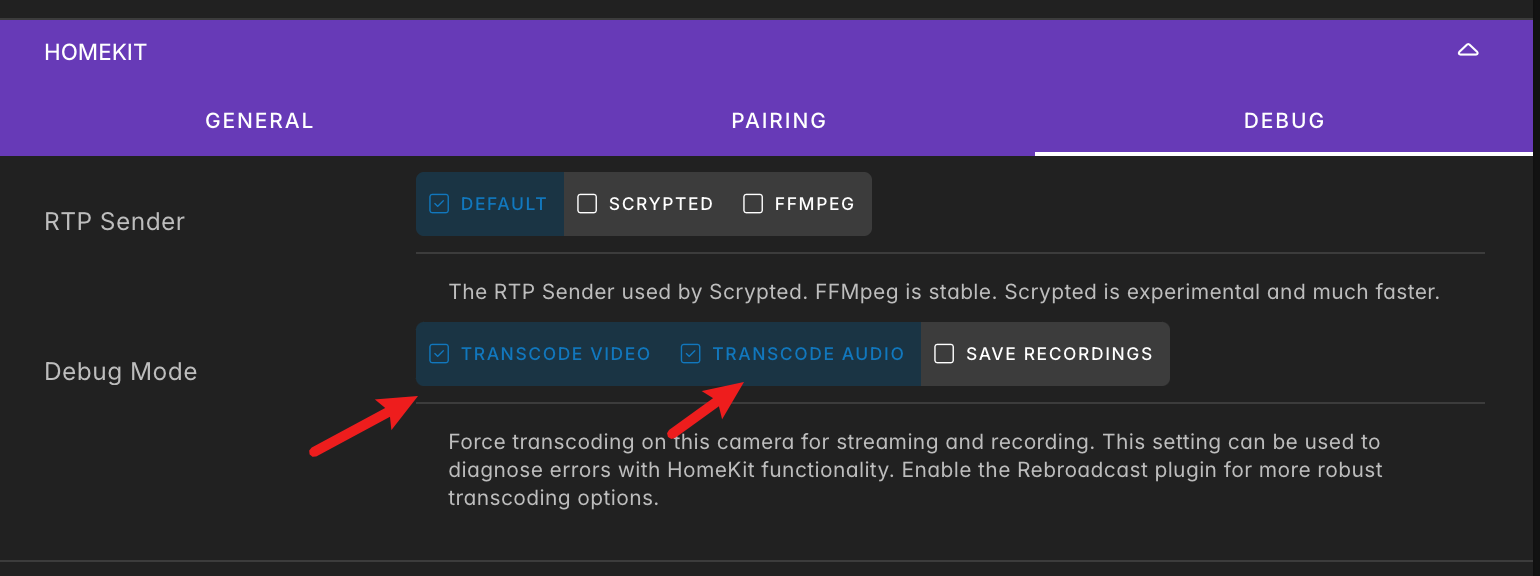 HOMEKIT
GENERAL PAIRING DEBUG
RTP Sender DEFAULT SCRYPTED FFMPEG
The RTP Sender used by Scrypted. FFMpeg is stable. Scrypted is experimental and much faster.
Debug Mode TRANSCODE VIDEO TRANSCODE AUDIO SAVE RECORDINGS
Force transcoding on this camera for streaming and recording. This setting can be used to
diagnose errors with HomeKit functionality. Enable the Rebroadcast plugin for more robust
transcoding options.